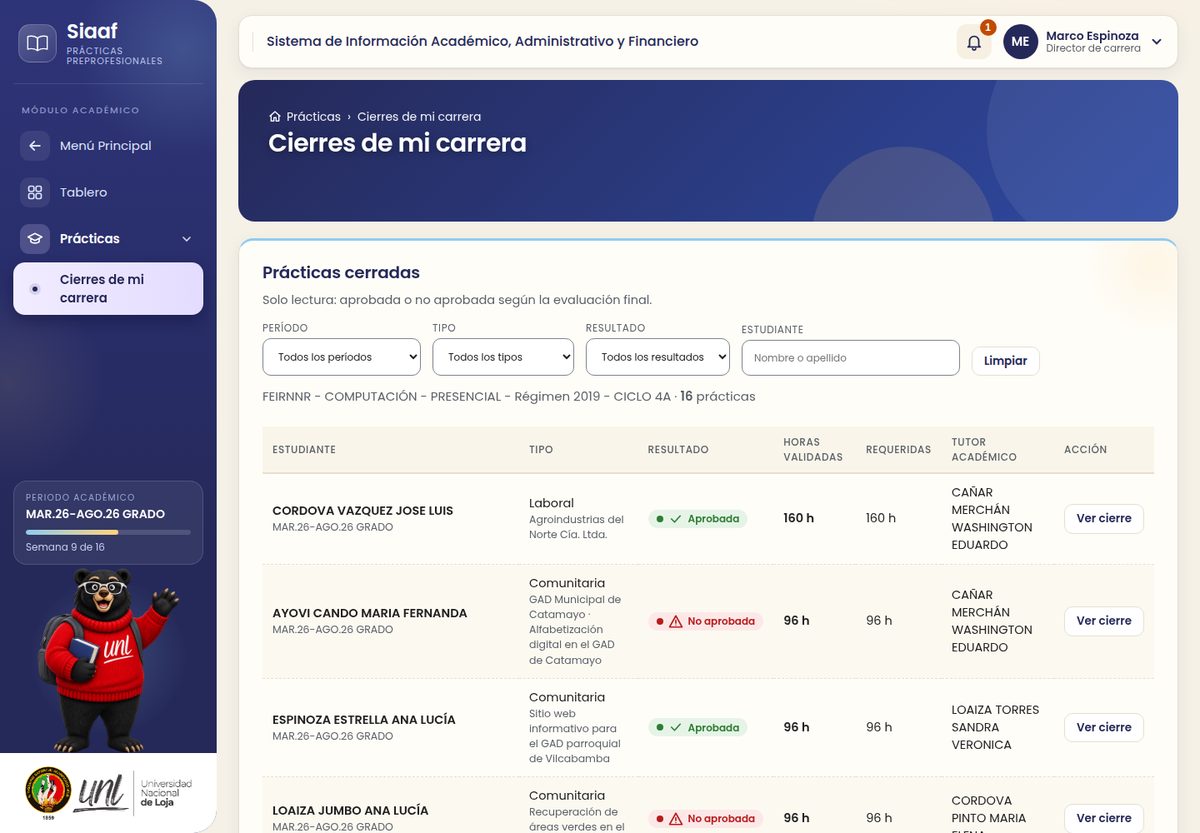 Siaaf
PRÁCTICAS
PREPROFESIONALES
MÓDULO ACADÉMICO
Menú Principal
Tablero
Prácticas
Cierres de mi
carrera
PERIODO ACADÉMICO
MAR.26-AGO.26 GRADO
Semana 9 de 16
unl
1859
unl
Universidad
Nacional
de Loja
Sistema de Información Académico, Administrativo y Financiero
1
ME
Marco Espinoza
Director de carrera
Prácticas › Cierres de mi carrera
Cierres de mi carrera
Prácticas cerradas
Solo lectura: aprobada o no aprobada según la evaluación final.
PERÍODO
TIPO
RESULTADO
ESTUDIANTE
Todos los períodos
Todos los tipos
Todos los resultados
Nombre o apellido
Limpiar
FEIRNNR - COMPUTACIÓN - PRESENCIAL - Régimen 2019 - CICLO 4A · 16 prácticas
ESTUDIANTE
TIPO
RESULTADO
HORAS
VALIDADAS
REQUERIDAS
TUTOR
ACADÉMICO
ACCIÓN
CORDOVA VAZQUEZ JOSE LUIS
MAR.26-AGO.26 GRADO
Laboral
Agroindustrias del
Norte Cía. Ltda.
Aprobada
160 h
160 h
CAÑAR
MERCHÁN
WASHINGTON
EDUARDO
Ver cierre
AYOVI CANDO MARIA FERNANDA
MAR.26-AGO.26 GRADO
Comunitaria
GAD Municipal de
Catamayo ·
Alfabetización
digital en el GAD
de Catamayo
No aprobada
96 h
96 h
CAÑAR
MERCHÁN
WASHINGTON
EDUARDO
Ver cierre
ESPINOZA ESTRELLA ANA LUCÍA
MAR.26-AGO.26 GRADO
Comunitaria
Sitio web
informativo para
el GAD parroquial
de Vilcabamba
Aprobada
96 h
96 h
LOAIZA TORRES
SANDRA
VERONICA
Ver cierre
LOAIZA JUMBO ANA LUCÍA
MAR.26-AGO.26 GRADO
Comunitaria
Recuperación de
áreas verdes en el
No aprobada
96 h
96 h
CORDOVA
PINTO MARIA
Ver cierre